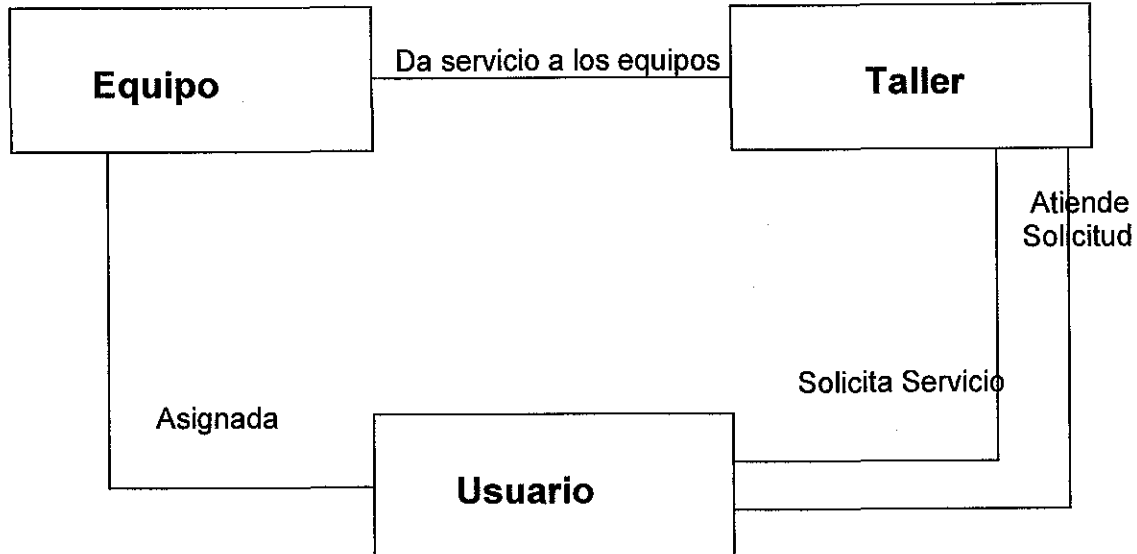 Da servicio a los equipos
Equipo
Taller
Atiende
Solicitud
Solicita Servicio
Asignada
Usuario